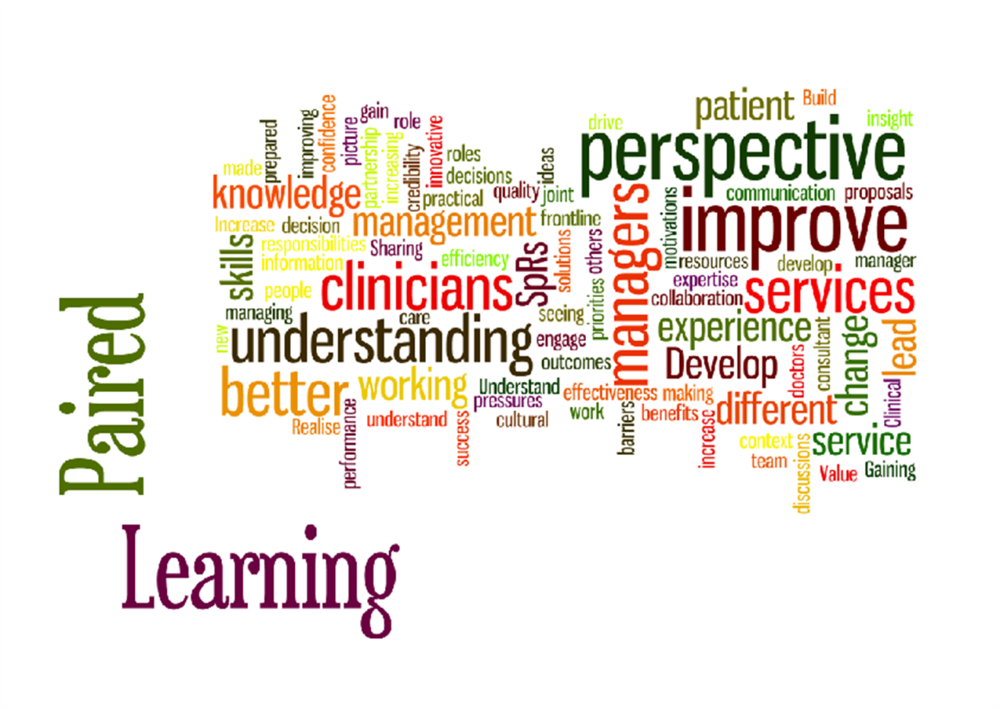 Paired
Learning
made
prepared
improving
confidence
picture
gain
role
partnership
increasing
credibility
innovative
roles
decisions
practical
quality
ideas
joint
knowledge
Increase
decision
management
frontline
skills
responsibilities
Sharing
information
efficiency
people
clinicians
SpRs
solutions
others
managing
care
seeing
priorities
new
understanding
engage
outcomes
better
working
Understand
pressures
Realise
performance
understand
success
cultural
drive
patient
Build
insight
perspective
managers
motivations
communication
proposals
improve
resources
develop
manager
expertise
collaboration
services
experience
consultant
change
lead
Develop
doctors
Clinical
effectiveness
making
work
barriers
benefits
increase
different
context
service
team
discussions
Value
Gaining